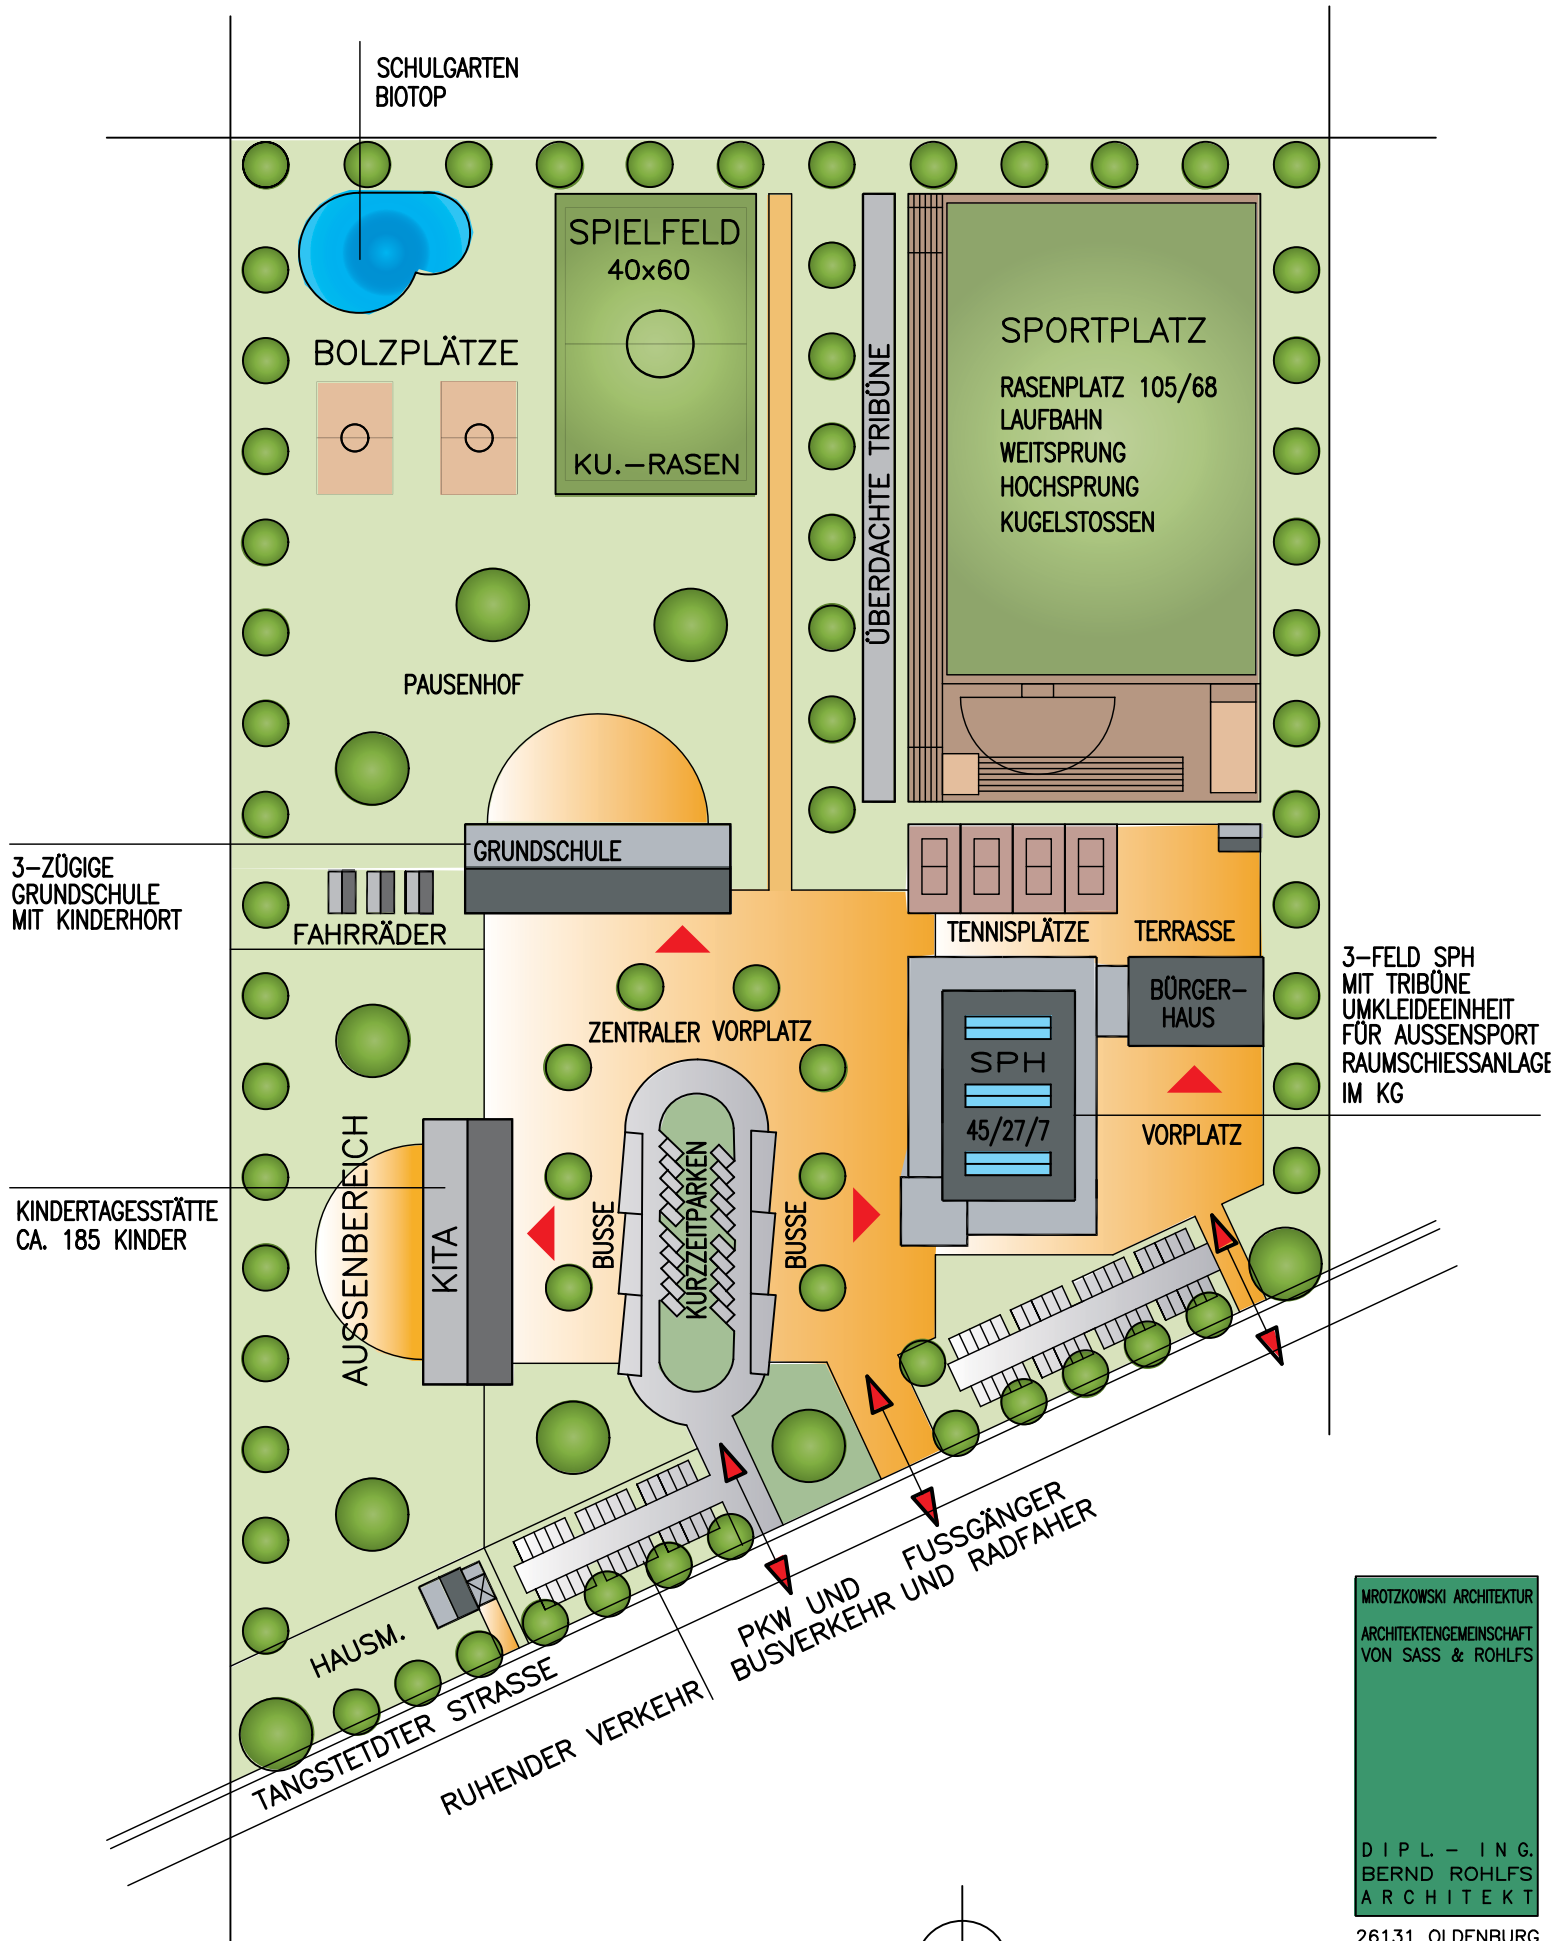 SCHULGARTEN
BIOTOP
SPIELFELD
40x60
KU.-RASEN
BOLZPLÄTZE
ÜBERDACHTE TRIBÜNE
SPORTPLATZ
RASENPLATZ 105/68
LAUFBAHN
WEITSPRUNG
HOCHSPRUNG
KUGELSTOSSEN
PAUSENHOF
GRUNDSCHULE
3-ZÜGIGE
GRUNDSCHULE
MIT KINDERHORT
FAHRRÄDER
TENNISPLÄTZE
TERRASSE
3-FELD SPH
MIT TRIBÜNE
UMKLEIDEEINHEIT
FÜR AUSSENSPORT
RAUMSCHIESSANLAGE
IM KG
BÜRGER-
HAUS
ZENTRALER VORPLATZ
SPH
45/27/7
VORPLATZ
KINDERTAGESSTÄTTE
CA. 185 KINDER
AUSSENBEREICH
KITA
BUSSE
KURZZEITPARKEN
BUSSE
HAUSM.
TANGSTETDTER STRASSE
RUHENDER VERKEHR
PKW UND
BUSVERKEHR
FUSSGÄNGER
UND RADFAHER
MROTZKOWSKI ARCHITEKTUR
ARCHITEKTENGEMEINSCHAFT
VON SASS & ROHLFS
DIPL.-ING.
BERND ROHLFS
ARCHITEKT
26131 OLDENBURG